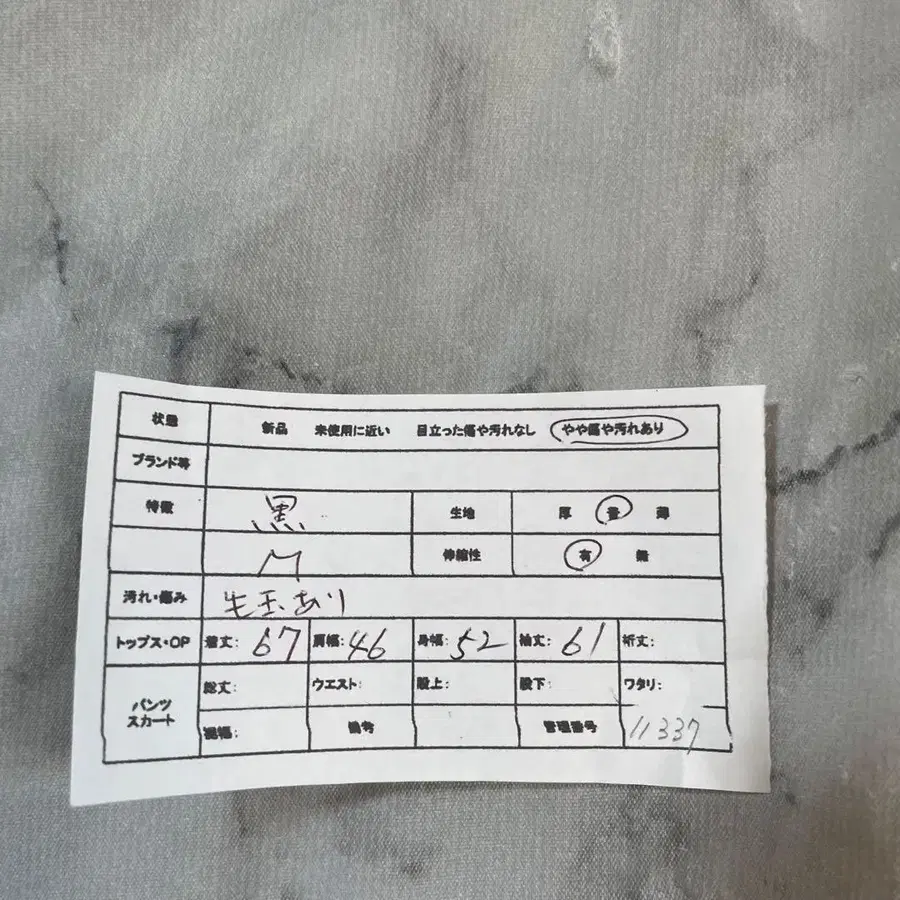 状態 新品 未使用に近い 目立った傷や汚れなし やや傷や汚れあり
ブランド等
特徴 黒 生地 厚 普 薄
M 伸縮性 有 無
汚れ・傷み 毛玉あり
トップス・OP 着丈: 67 肩幅: 46 身幅: 52 袖丈: 61 裄丈:
パンツ スカート 総丈: ウエスト: 股上: 股下: ワタリ:
裾幅: 備考 管理番号 11337